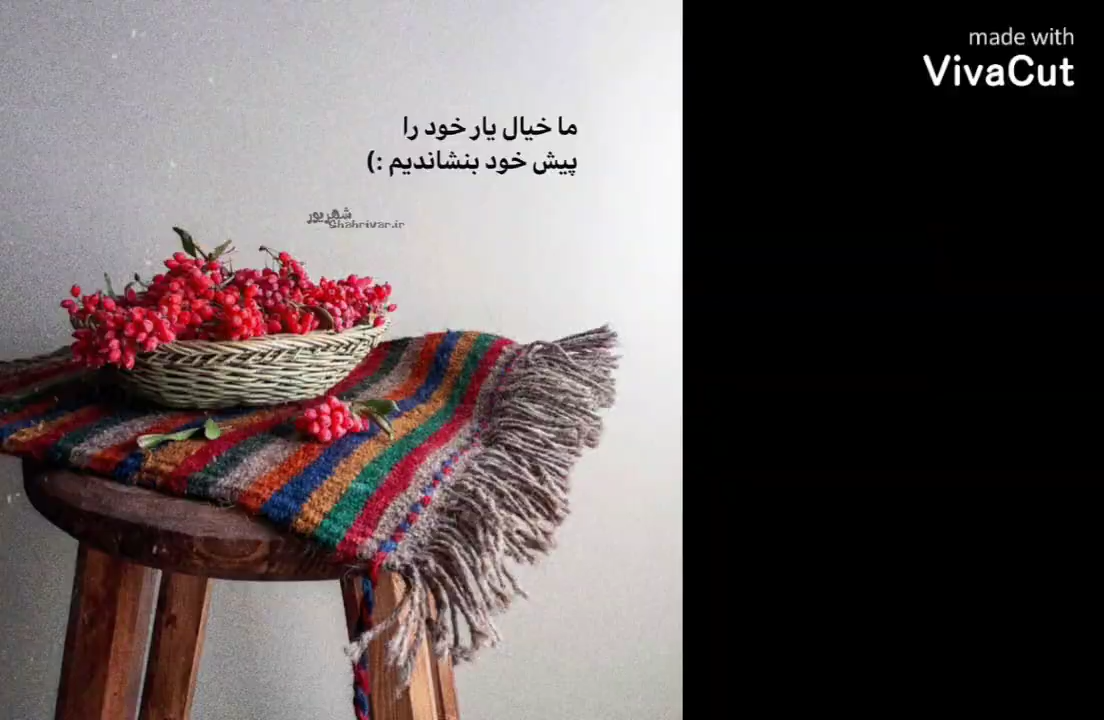 made with
VivaCut
ما خیال یار خود را
پیش خود بنشاندیم :)
شهریور
Shahrivar.ir